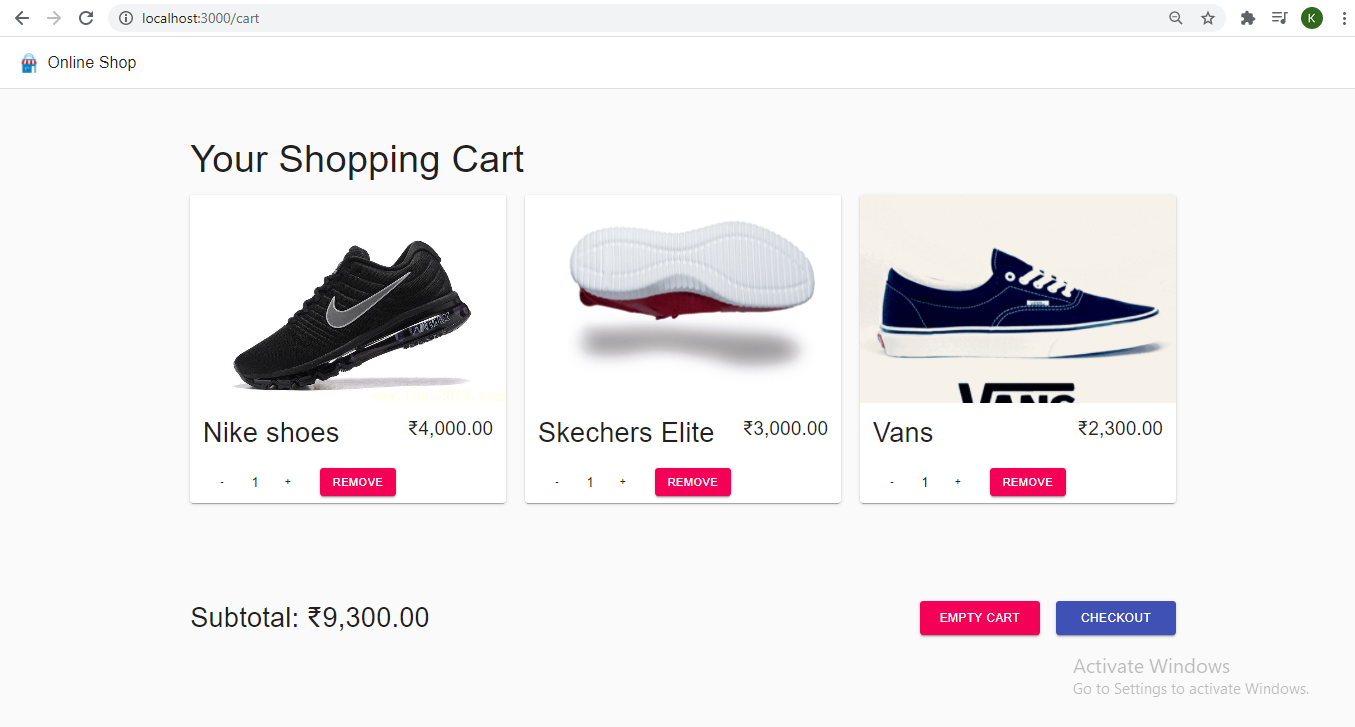 localhost:3000/cart
K
Online Shop
Your Shopping Cart
VANS
Nike shoes ₹4,000.00
Skechers Elite ₹3,000.00
Vans ₹2,300.00
- 1 + REMOVE
- 1 + REMOVE
- 1 + REMOVE
Subtotal: ₹9,300.00
EMPTY CART
CHECKOUT
Activate Windows
Go to Settings to activate Windows.